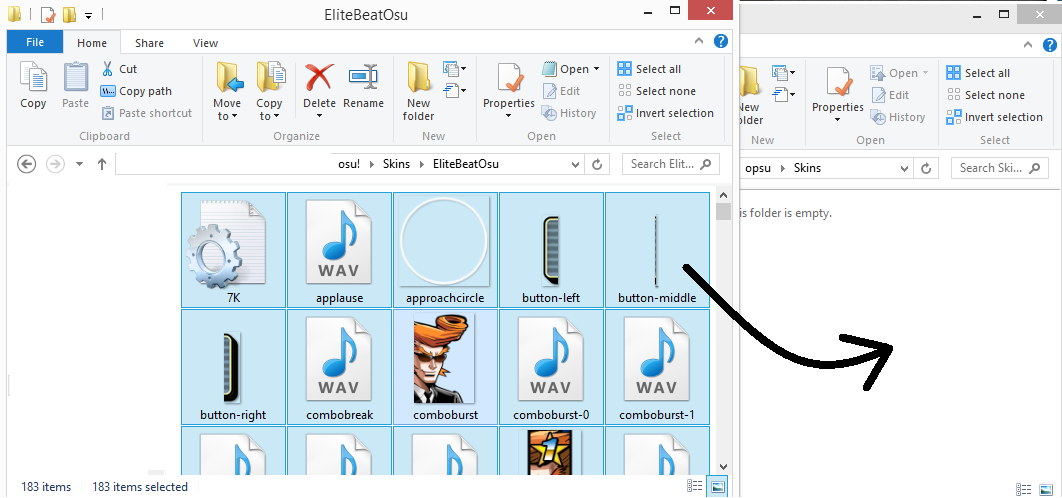 EliteBeatOsu
File Home Share View
Copy
Paste
Cut
Copy path
Paste shortcut
Clipboard
Move to
Copy to
Delete
Rename
Organize
New folder
New
Properties
Open
Edit
History
Open
Select all
Select none
Invert selection
Select
osu! Skins EliteBeatOsu
Search Elit...
7K
applause
approachcircle
button-left
button-middle
button-right
combobreak
comboburst
comboburst-0
comboburst-1
WAV
WAV
WAV
WAV
1
183 items 183 items selected
New folder
New
Properties
Open
Edit
History
Open
Select all
Select none
Invert selection
Select
opsu Skins
Search Ski...
is folder is empty.